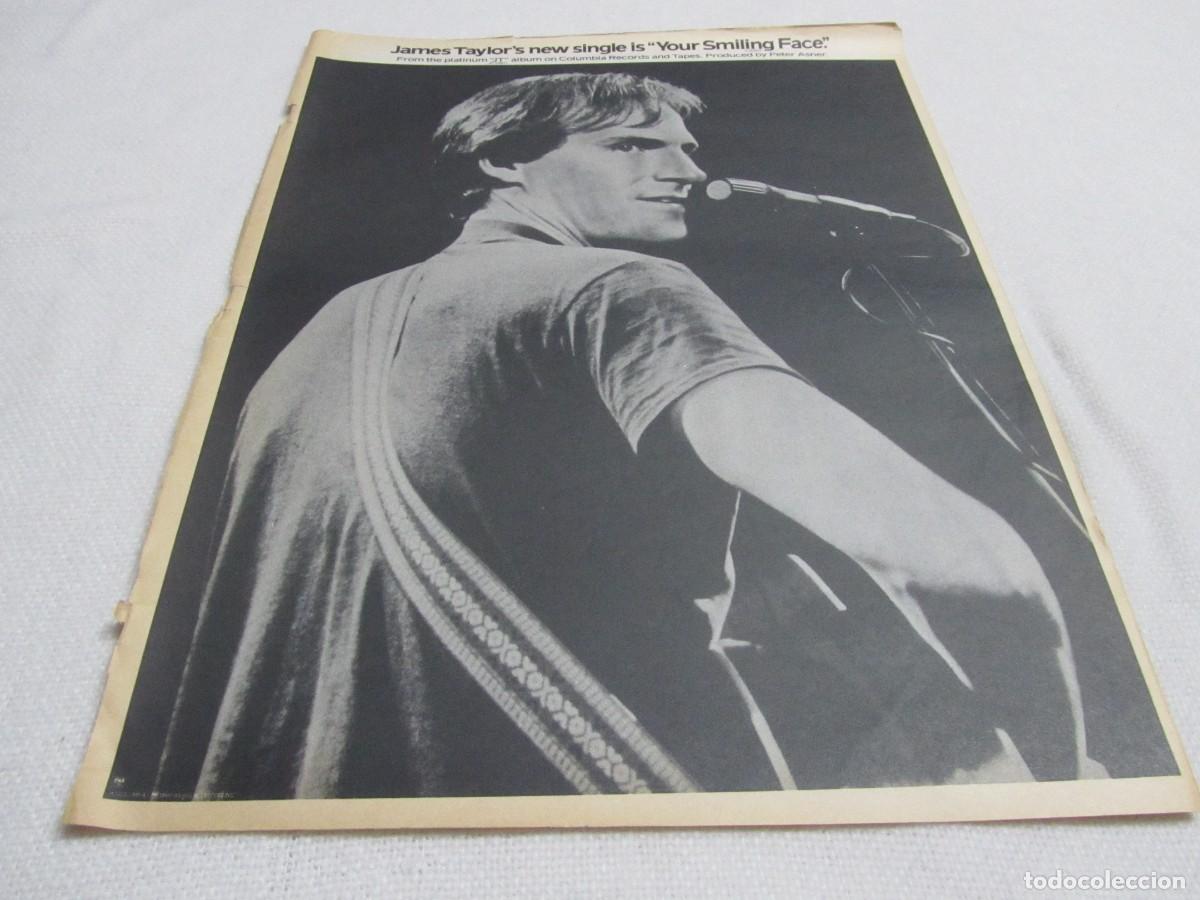 James Taylor's new single is "Your Smiling Face."
From the platinum "JT" album on Columbia Records and Tapes. Produced by Peter Asher.
todocoleccion